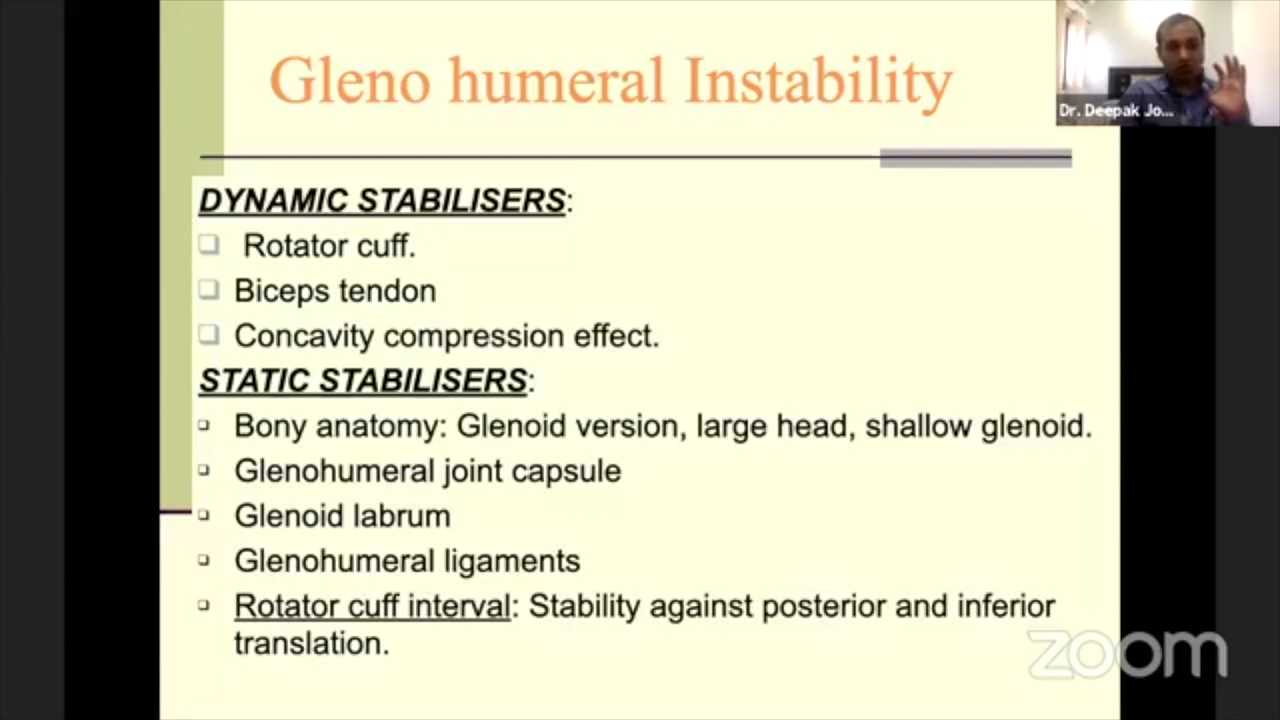 Gleno humeral Instability
Dr. Deepak Jo...
DYNAMIC STABILISERS:
Rotator cuff.
Biceps tendon
Concavity compression effect.
STATIC STABILISERS:
Bony anatomy: Glenoid version, large head, shallow glenoid.
Glenohumeral joint capsule
Glenoid labrum
Glenohumeral ligaments
Rotator cuff interval: Stability against posterior and inferior
translation.
zoom